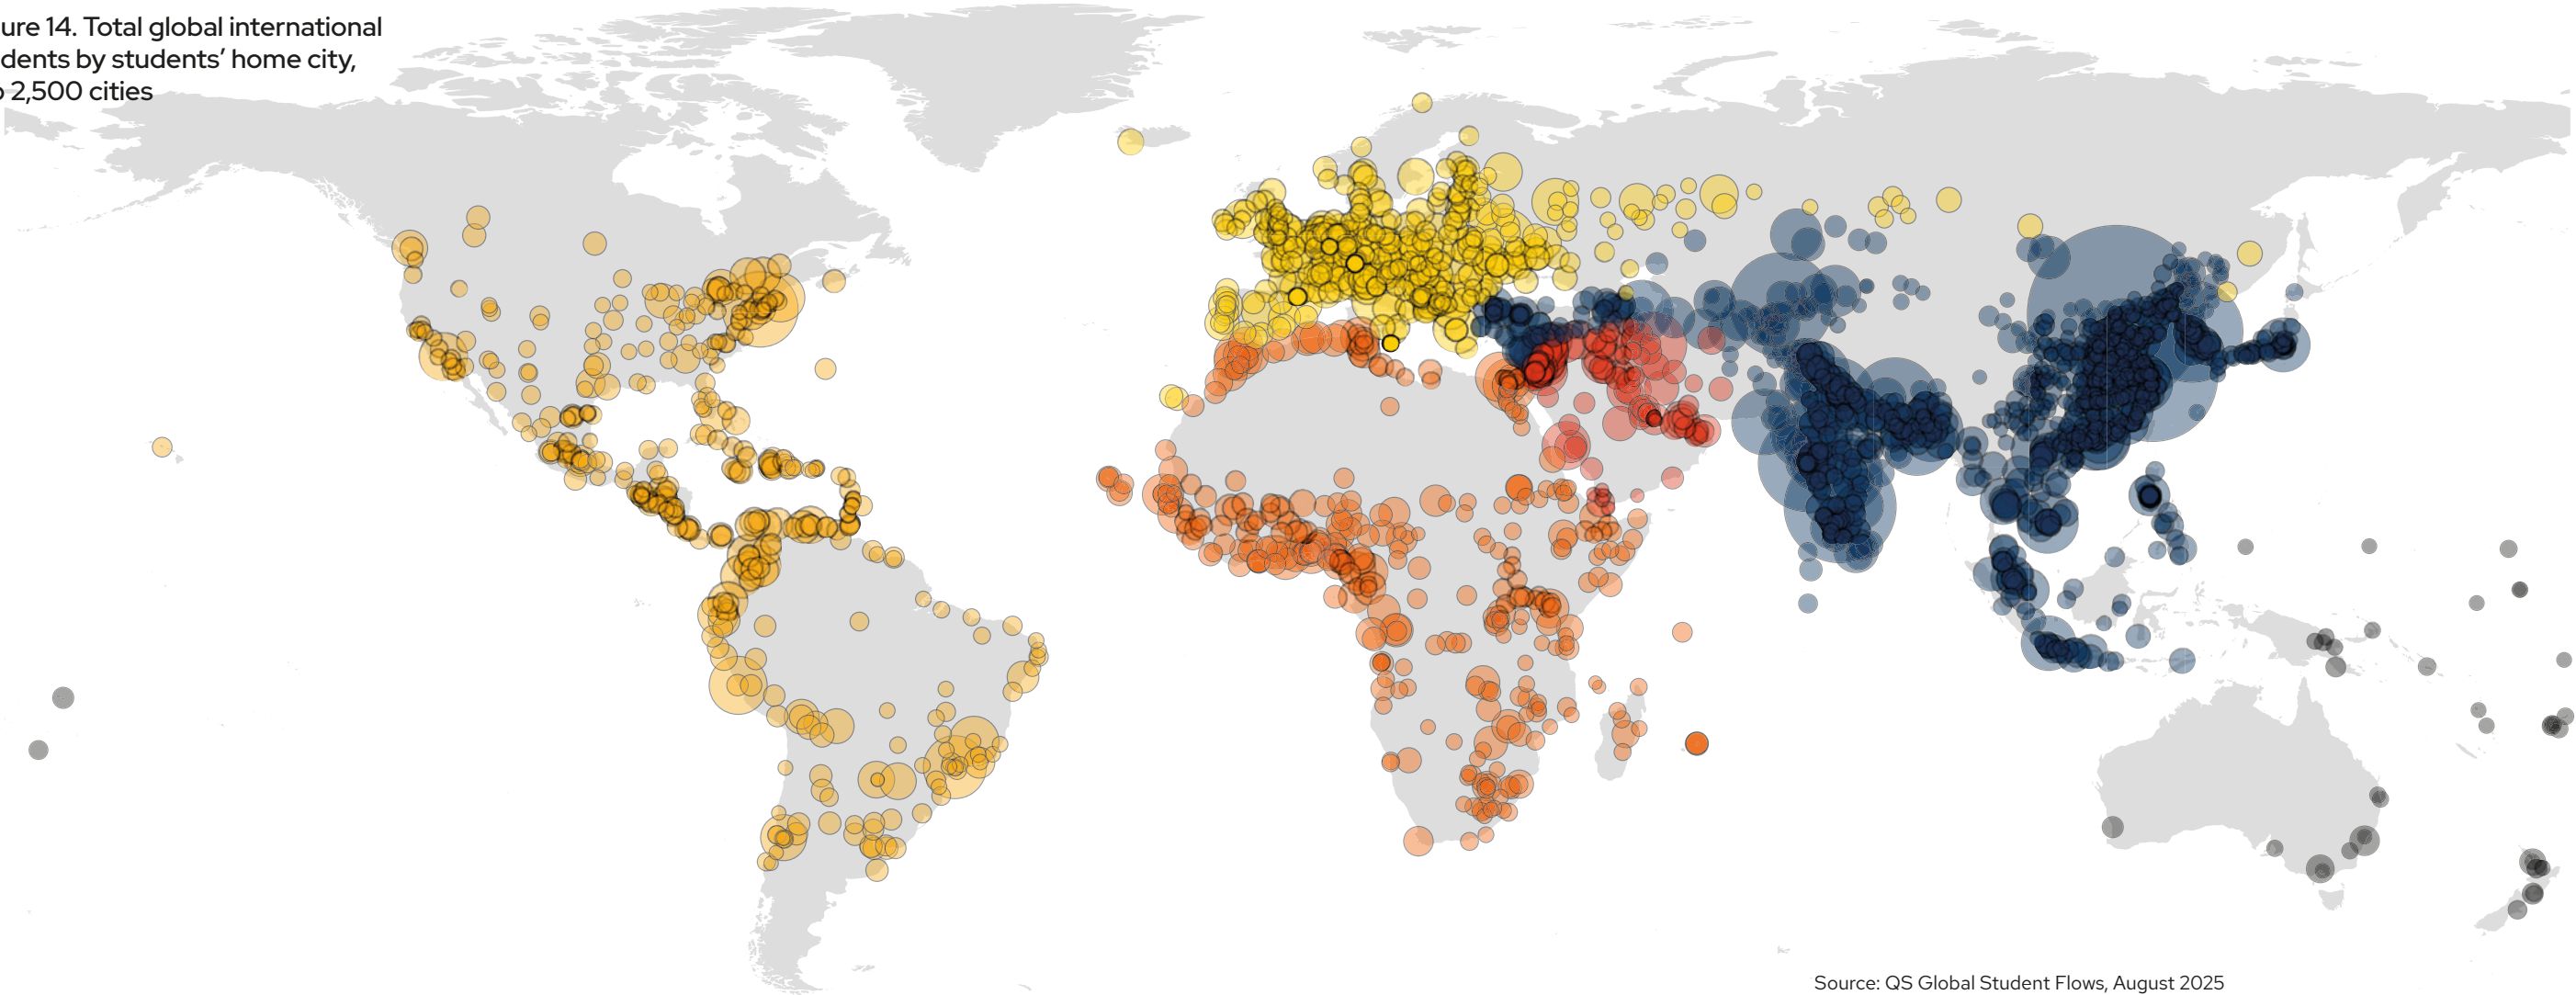 ure 14. Total global international
dents by students’ home city,
2,500 cities
Source: QS Global Student Flows, August 2025